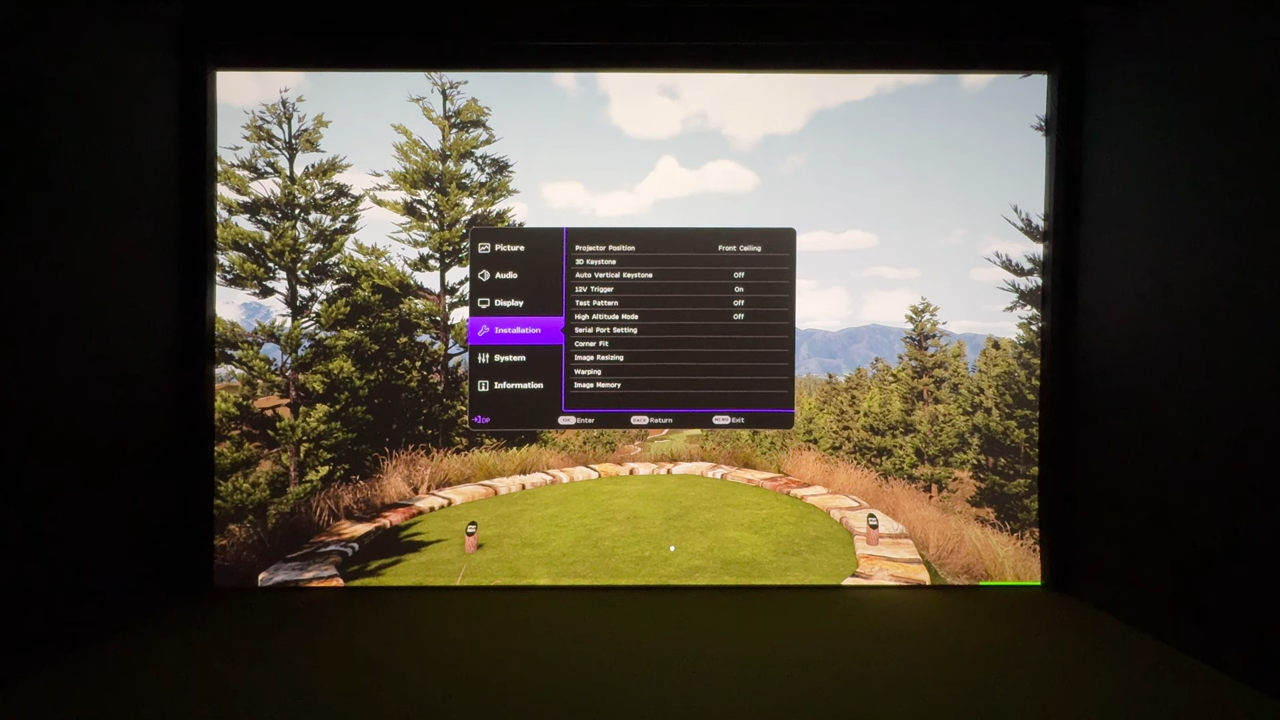 Picture
Audio
Display
Installation
System
Information
Projector Position Front Ceiling
3D Keystone
Auto Vertical Keystone Off
12V Trigger On
Test Pattern Off
High Altitude Mode Off
Serial Port Setting
Corner Fit
Image Resizing
Warping
Image Memory
DP Enter BACK Return MENU Exit